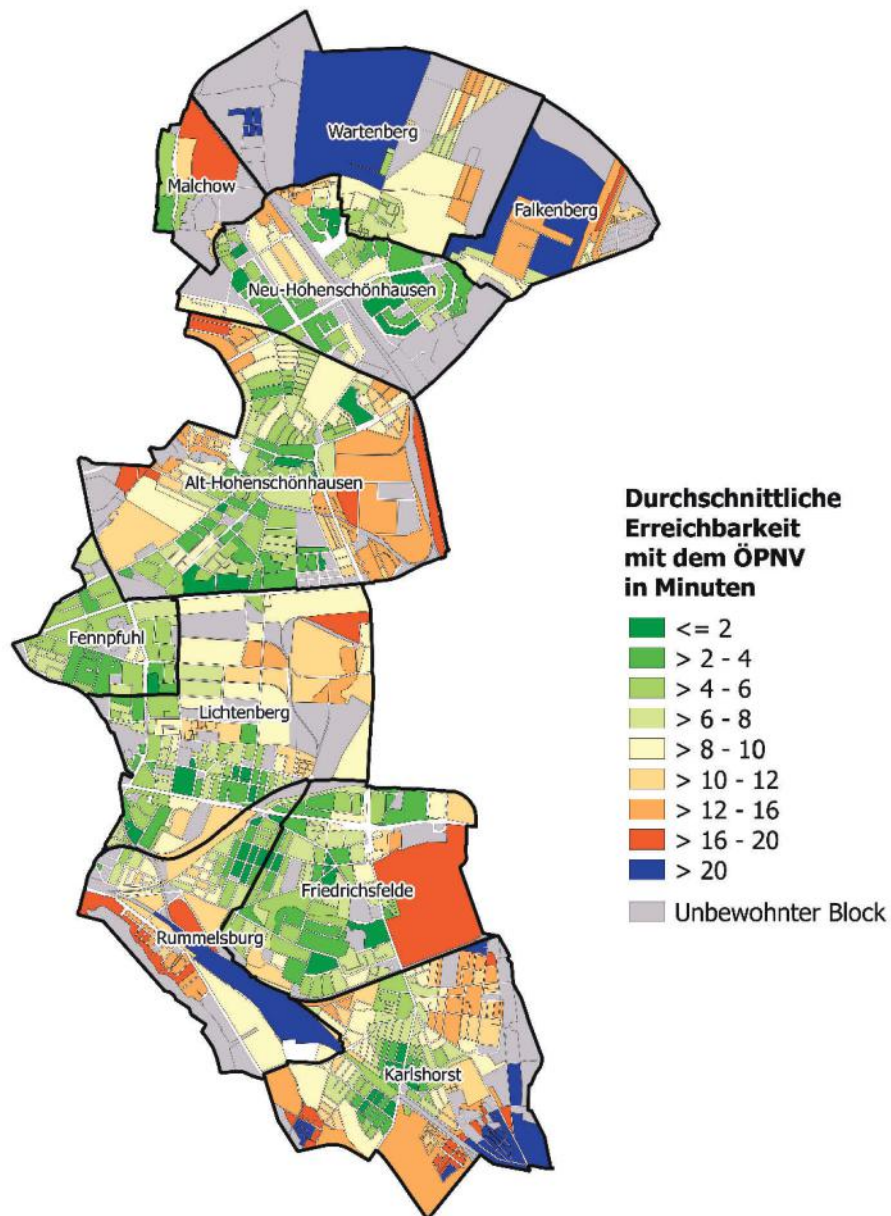 Wartenberg
Malchow
Falkenberg
Neu-Hohenschönhausen
Alt-Hohenschönhausen
Fennpfuhl
Lichtenberg
Friedrichsfelde
Rummelsburg
Karlshorst
Durchschnittliche
Erreichbarkeit
mit dem ÖPNV
in Minuten
<= 2
> 2 - 4
> 4 - 6
> 6 - 8
> 8 - 10
> 10 - 12
> 12 - 16
> 16 - 20
> 20
Unbewohnter Block